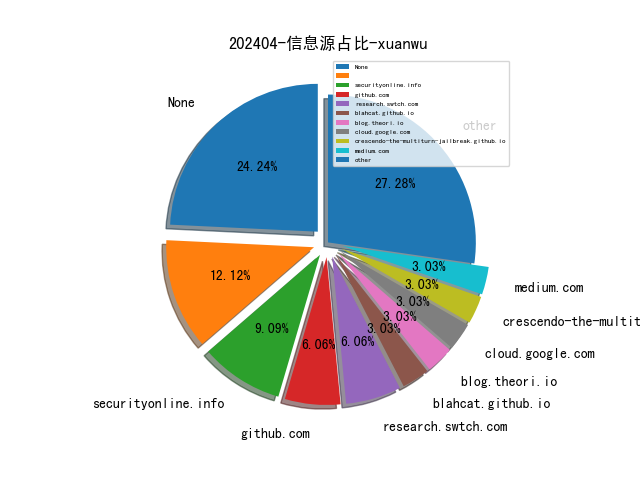 202404-信息源占比-xuanwu
None
securityonline.info
github.com
research.swtch.com
blahcat.github.io
blog.theori.io
cloud.google.com
crescendo-the-multiturn-jailbreak.github.io
medium.com
other
None
other
24.24%
27.28%
12.12%
9.09%
6.06%
6.06%
3.03%
3.03%
3.03%
3.03%
3.03%
medium.com
crescendo-the-multit
cloud.google.com
blog.theori.io
blahcat.github.io
research.swtch.com
github.com
securityonline.info